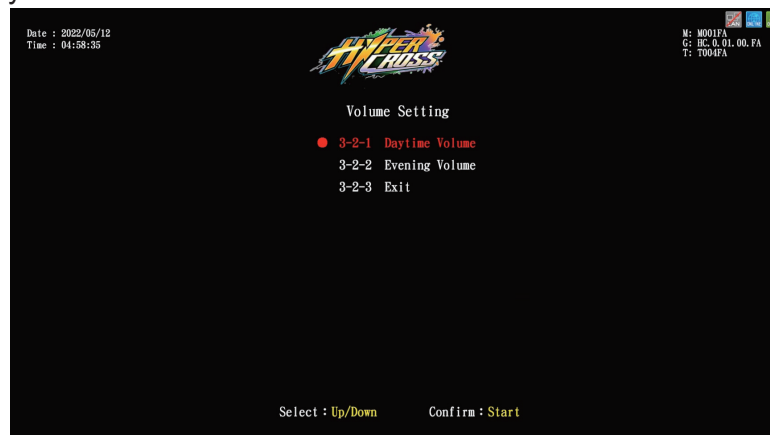 Date : 2022/05/12
Time : 04:58:35
HYPER
CROSS
M: M001FA
G: HC.0.01.00.FA
T: T004FA
Volume Setting
3-2-1 Daytime Volume
3-2-2 Evening Volume
3-2-3 Exit
Select：Up/Down Confirm：Start